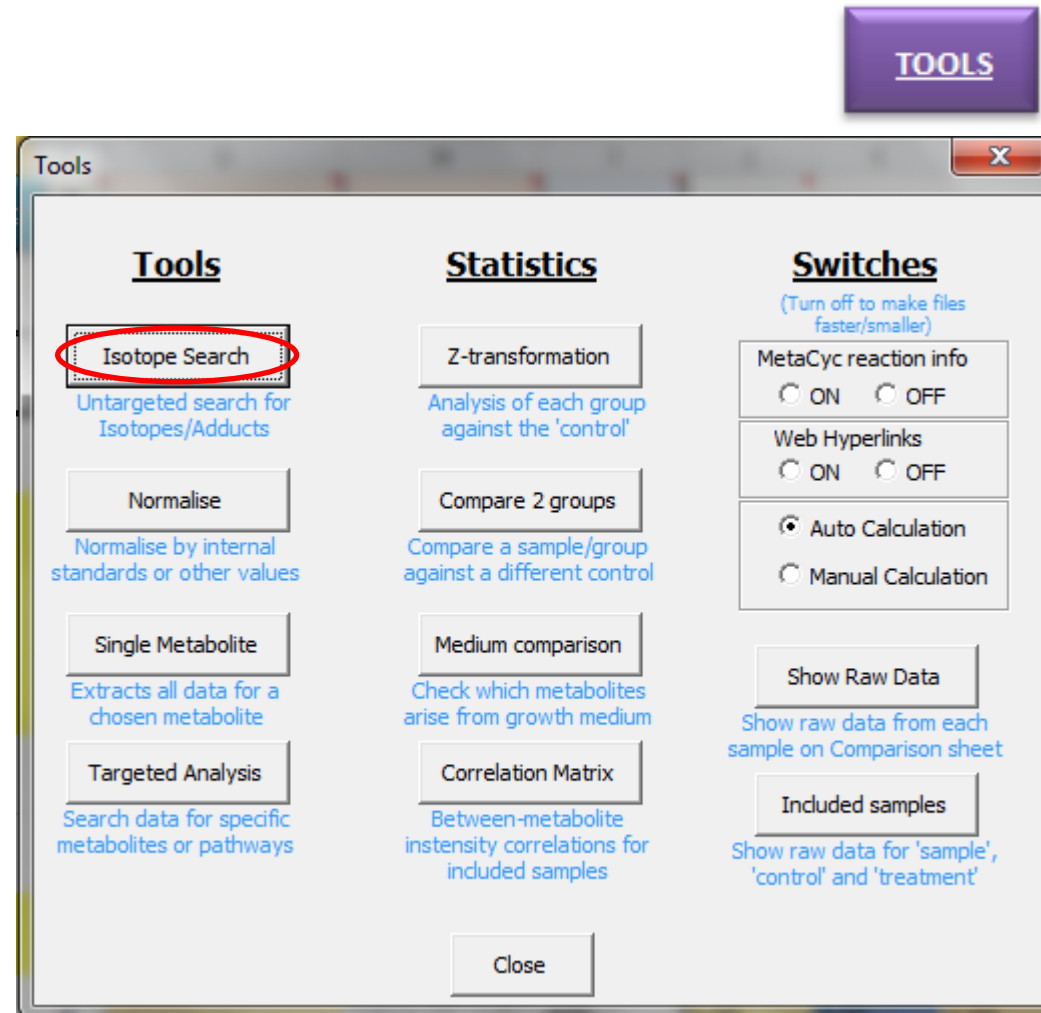 TOOLS
Tools
x
Tools
Isotope Search
Untargeted search for
Isotopes/Adducts
Normalise
Normalise by internal
standards or other values
Single Metabolite
Extracts all data for a
chosen metabolite
Targeted Analysis
Search data for specific
metabolites or pathways
Statistics
Z-transformation
Analysis of each group
against the 'control'
Compare 2 groups
Compare a sample/group
against a different control
Medium comparison
Check which metabolites
arise from growth medium
Correlation Matrix
Between-metabolite
instensity correlations for
included samples
Switches
(Turn off to make files
faster/smaller)
MetaCyc reaction info
ON OFF
Web Hyperlinks
ON OFF
Auto Calculation
Manual Calculation
Show Raw Data
Show raw data from each
sample on Comparison sheet
Included samples
Show raw data for 'sample',
'control' and 'treatment'
Close